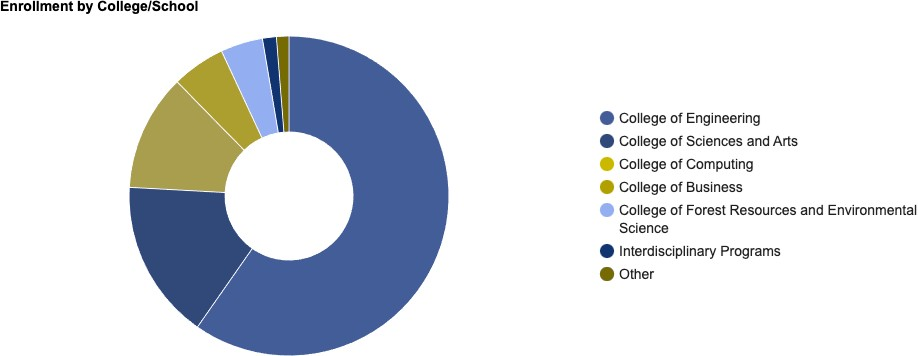 Enrollment by College/School
College of Engineering
College of Sciences and Arts
College of Computing
College of Business
College of Forest Resources and Environmental
Science
Interdisciplinary Programs
Other